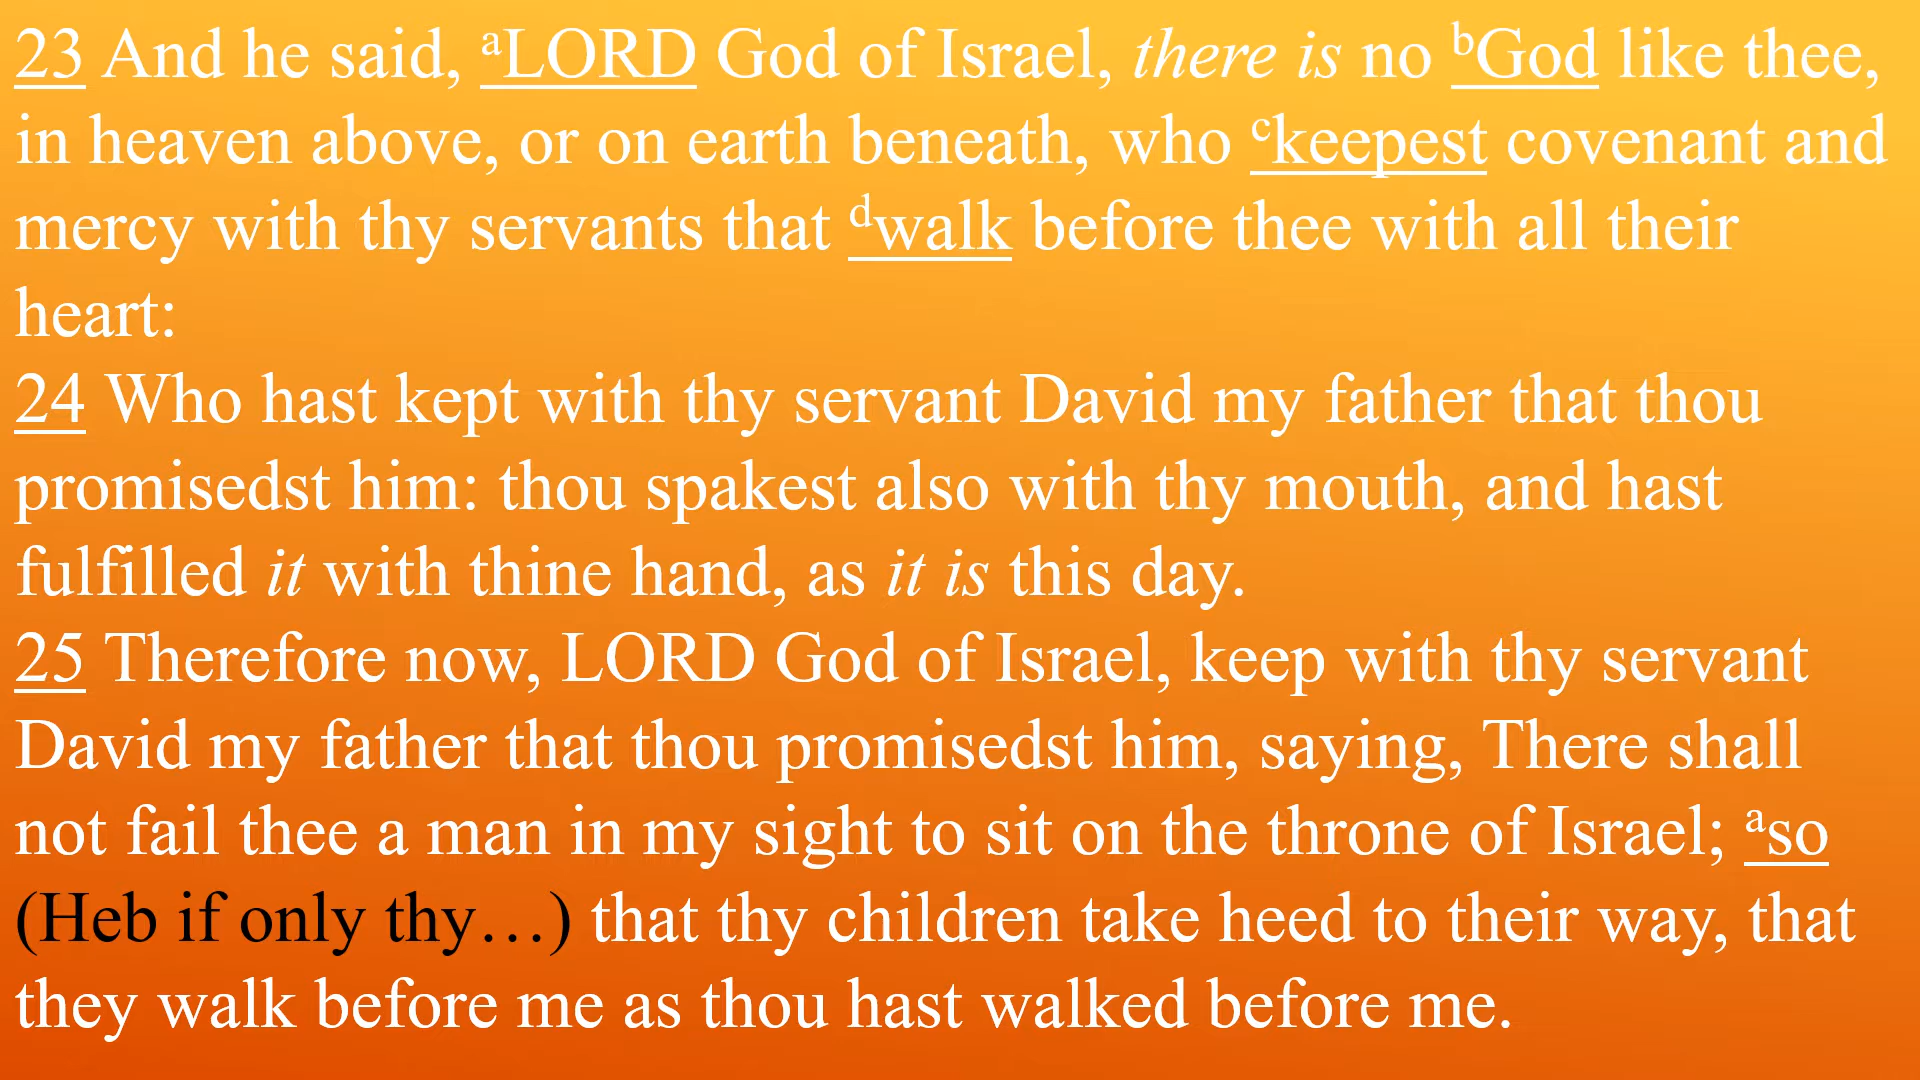 23 And he said, aLORD God of Israel, there is no bGod like thee,
in heaven above, or on earth beneath, who ckeepest covenant and
mercy with thy servants that dwalk before thee with all their
heart:
24 Who hast kept with thy servant David my father that thou
promisedst him: thou spakest also with thy mouth, and hast
fulfilled it with thine hand, as it is this day.
25 Therefore now, LORD God of Israel, keep with thy servant
David my father that thou promisedst him, saying, There shall
not fail thee a man in my sight to sit on the throne of Israel; aso
(Heb if only thy…) that thy children take heed to their way, that
they walk before me as thou hast walked before me.